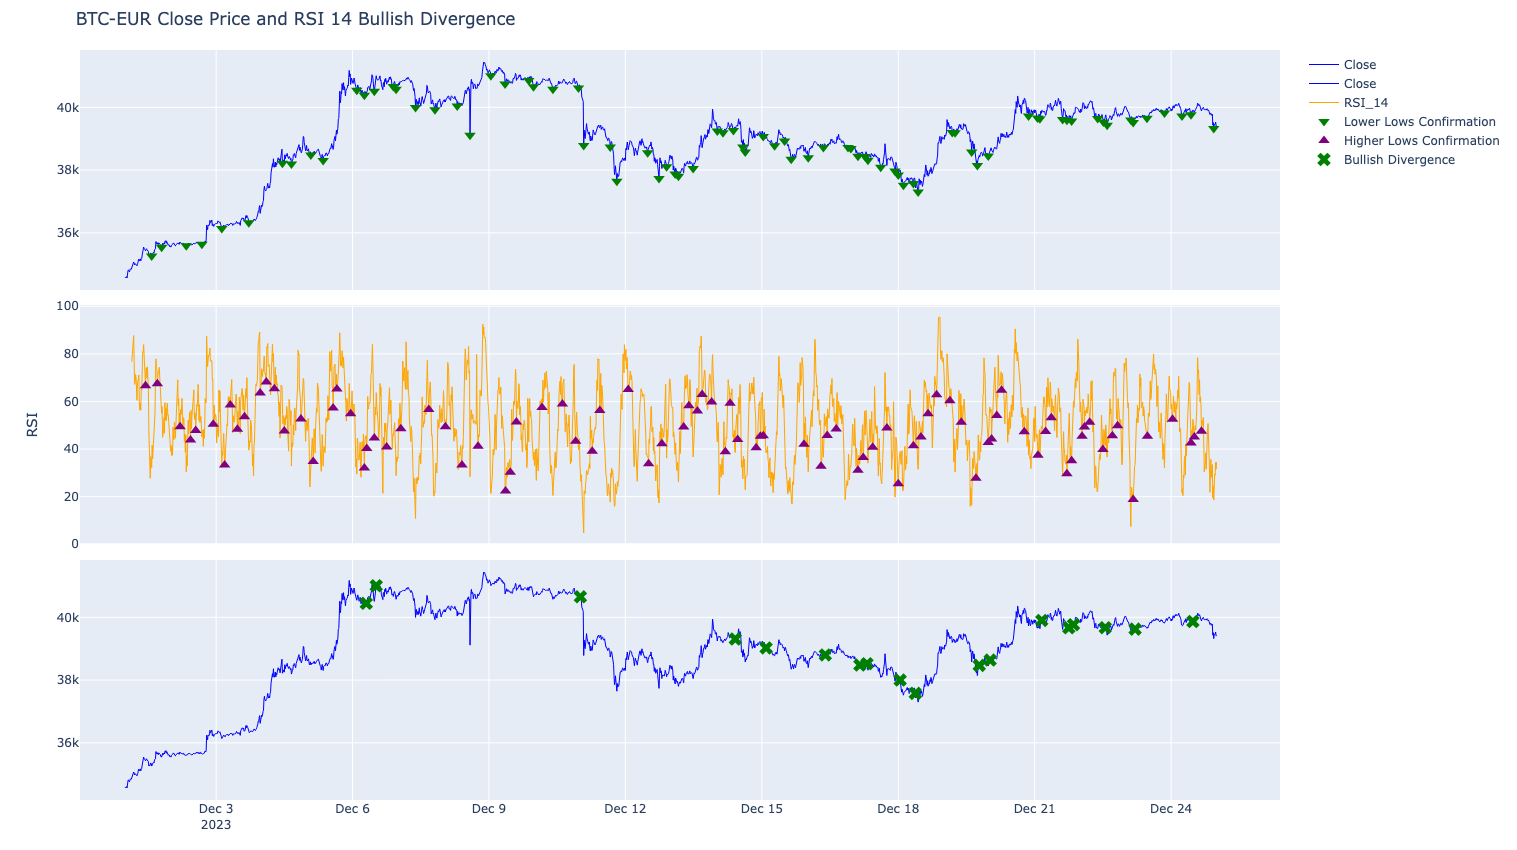 BTC-EUR Close Price and RSI 14 Bullish Divergence
40k
38k
36k
Close
Close
RSI_14
Lower Lows Confirmation
Higher Lows Confirmation
Bullish Divergence
100
80
60
40
20
0
RSI
40k
38k
36k
Dec 3
2023
Dec 6
Dec 9
Dec 12
Dec 15
Dec 18
Dec 21
Dec 24